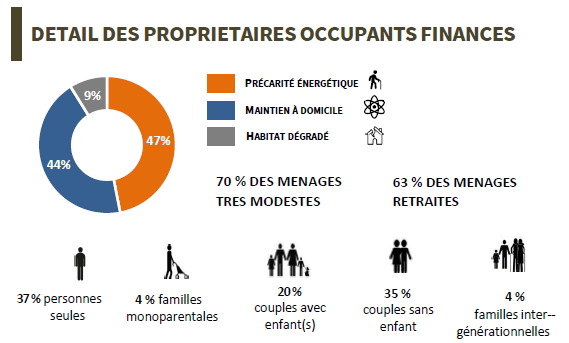 DETAIL DES PROPRIETAIRES OCCUPANTS FINANCES
9%
47%
44%
PRÉCARITÉ ÉNERGÉTIQUE
MAINTIEN À DOMICILE
HABITAT DÉGRADÉ
70 % DES MENAGES
TRES MODESTES
63 % DES MENAGES
RETRAITES
37 % personnes
seules
4 % familles
monoparentales
20 %
couples avec
enfant(s)
35 %
couples sans
enfant
4 %
familles inter--
générationnelles